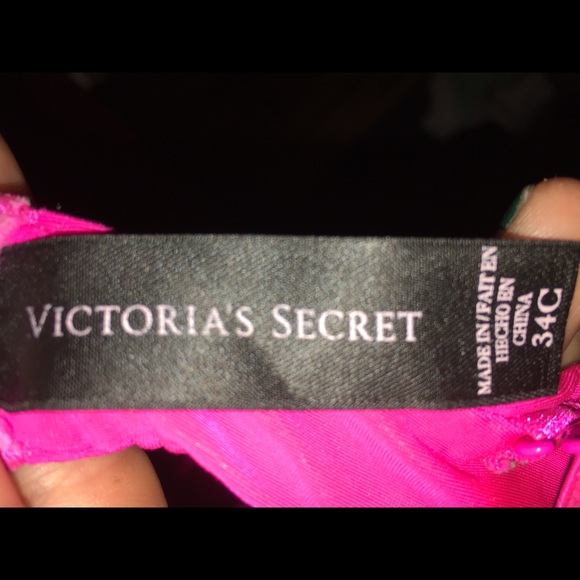 VICTORIA'S SECRET
MADE IN/FAIT EN
HECHO EN
CHINA
34C